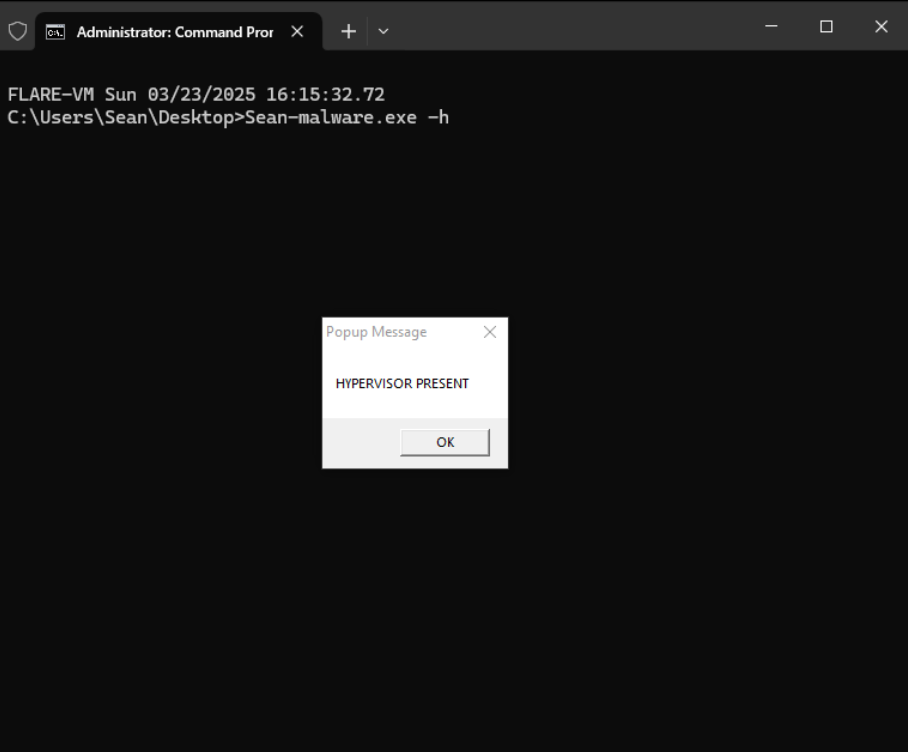 Administrator: Command Pror
FLARE-VM Sun 03/23/2025 16:15:32.72
C:\Users\Sean\Desktop>Sean-malware.exe -h
Popup Message
HYPERVISOR PRESENT
OK